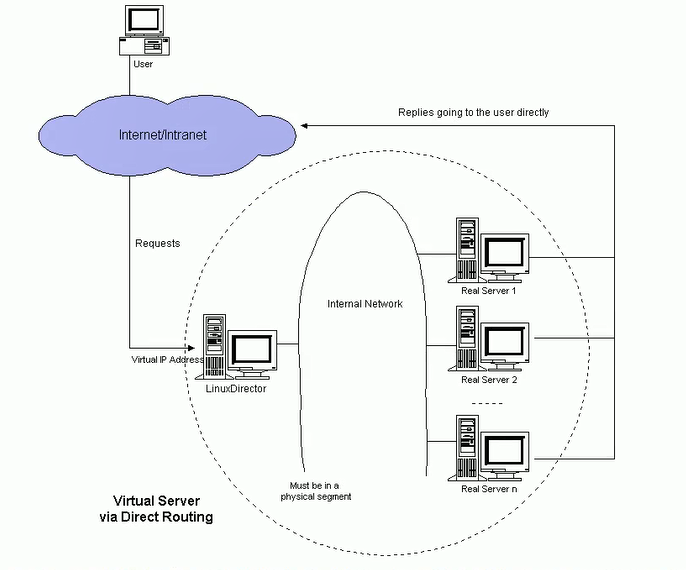 User
Replies going to the user directly
Internet/Intranet
Requests
Real Server 1
Internal Network
Virtual IP Address
LinuxDirector
Real Server 2
Must be in a
physical segment
Real Server n
Virtual Server
via Direct Routing